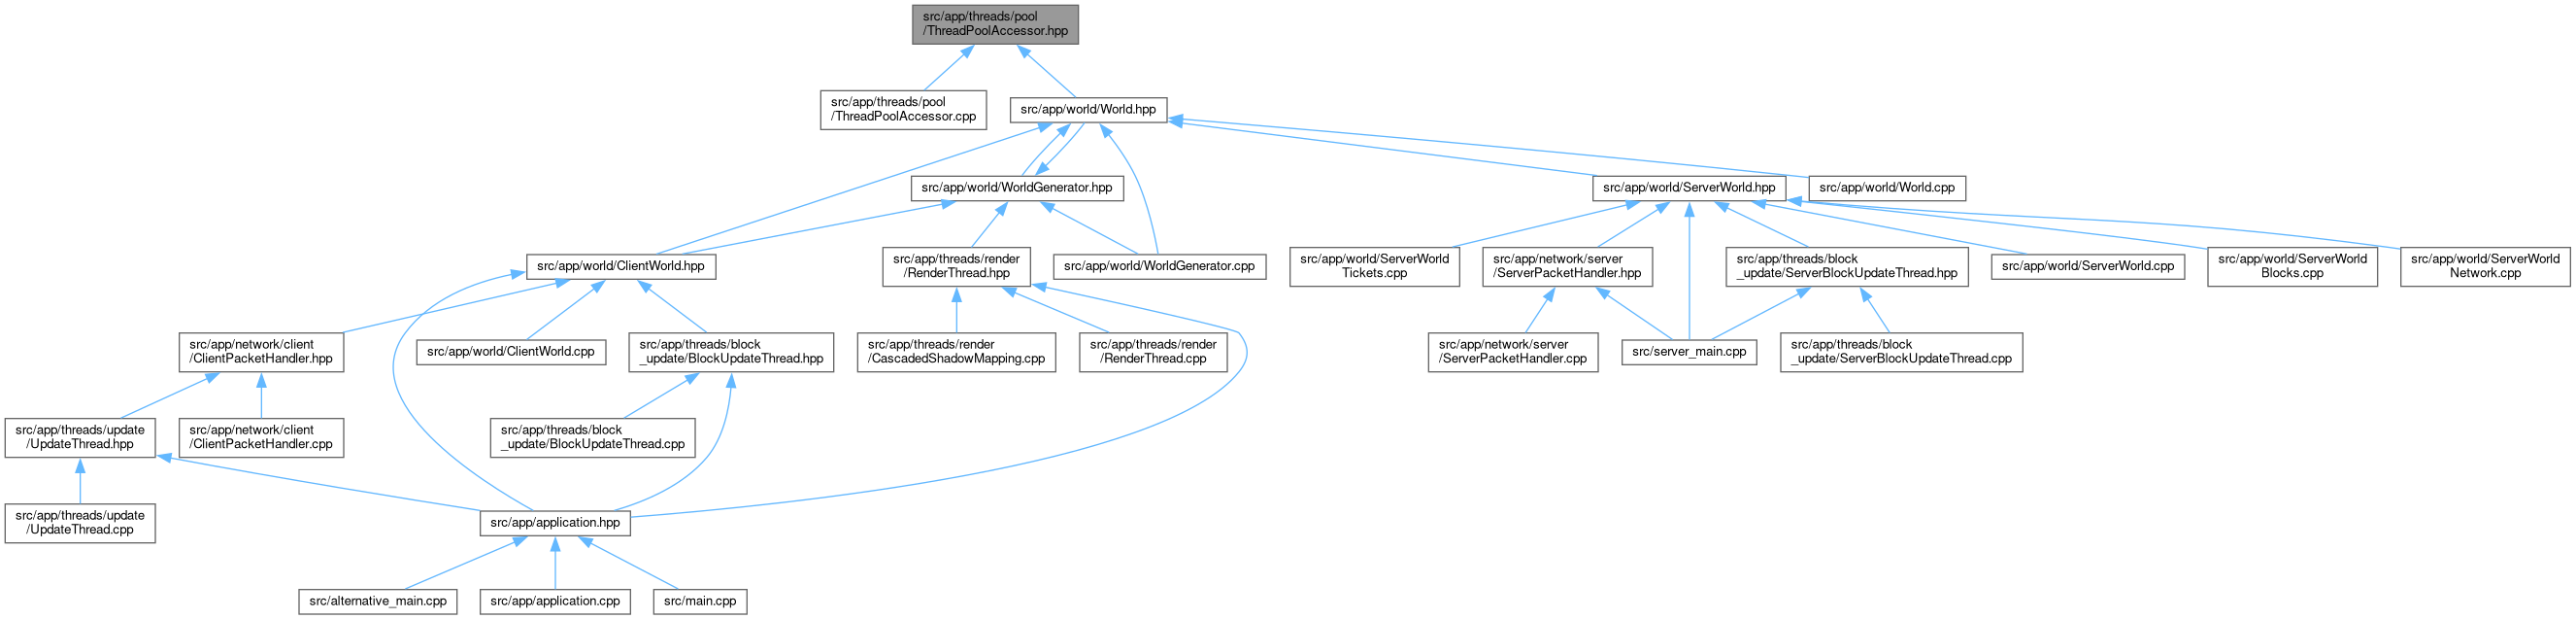 src/app/threads/pool
/ThreadPoolAccessor.hpp
src/app/threads/pool
/ThreadPoolAccessor.cpp
src/app/world/World.hpp
src/app/world/WorldGenerator.hpp
src/app/world/ServerWorld.hpp
src/app/world/World.cpp
src/app/world/ClientWorld.hpp
src/app/threads/render
/RenderThread.hpp
src/app/world/WorldGenerator.cpp
src/app/world/ServerWorld
Tickets.cpp
src/app/network/server
/ServerPacketHandler.hpp
src/app/threads/block
_update/ServerBlockUpdateThread.hpp
src/app/world/ServerWorld.cpp
src/app/world/ServerWorld
Blocks.cpp
src/app/world/ServerWorld
Network.cpp
src/app/network/client
/ClientPacketHandler.hpp
src/app/world/ClientWorld.cpp
src/app/threads/block
_update/BlockUpdateThread.hpp
src/app/threads/render
/CascadedShadowMapping.cpp
src/app/threads/render
/RenderThread.cpp
src/app/network/server
/ServerPacketHandler.cpp
src/server_main.cpp
src/app/threads/block
_update/ServerBlockUpdateThread.cpp
src/app/threads/update
/UpdateThread.hpp
src/app/network/client
/ClientPacketHandler.cpp
src/app/threads/block
_update/BlockUpdateThread.cpp
src/app/threads/update
/UpdateThread.cpp
src/app/application.hpp
src/alternative_main.cpp
src/app/application.cpp
src/main.cpp